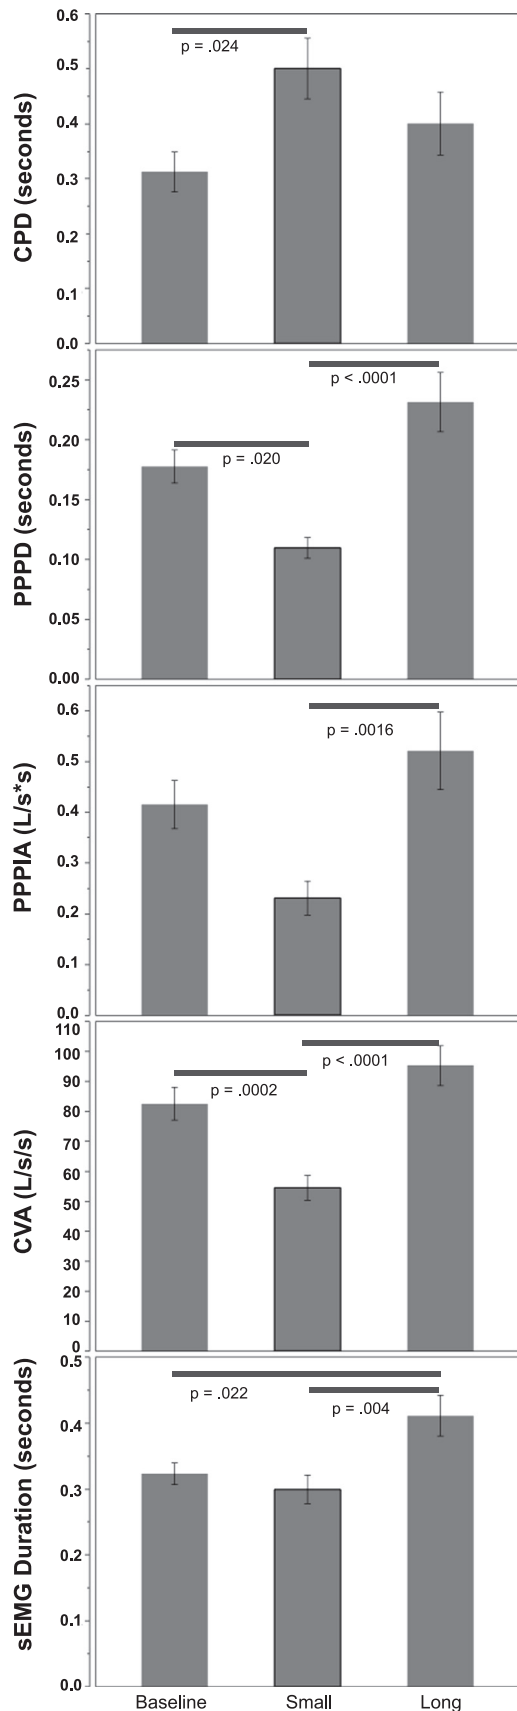 CPD (seconds)
0.6
0.5
0.4
0.3
0.2
0.1
0.0
p = .024
PPPD (seconds)
0.25
0.20
0.15
0.10
0.05
0.00
p < .0001
p = .020
PPPIA (L/s*s)
0.6
0.5
0.4
0.3
0.2
0.1
0.0
p = .0016
CVA (L/s/s)
110
100
90
80
70
60
50
40
30
20
10
0
p < .0001
p = .0002
sEMG Duration (seconds)
0.5
0.4
0.3
0.2
0.1
0.0
p = .022
p = .004
Baseline Small Long